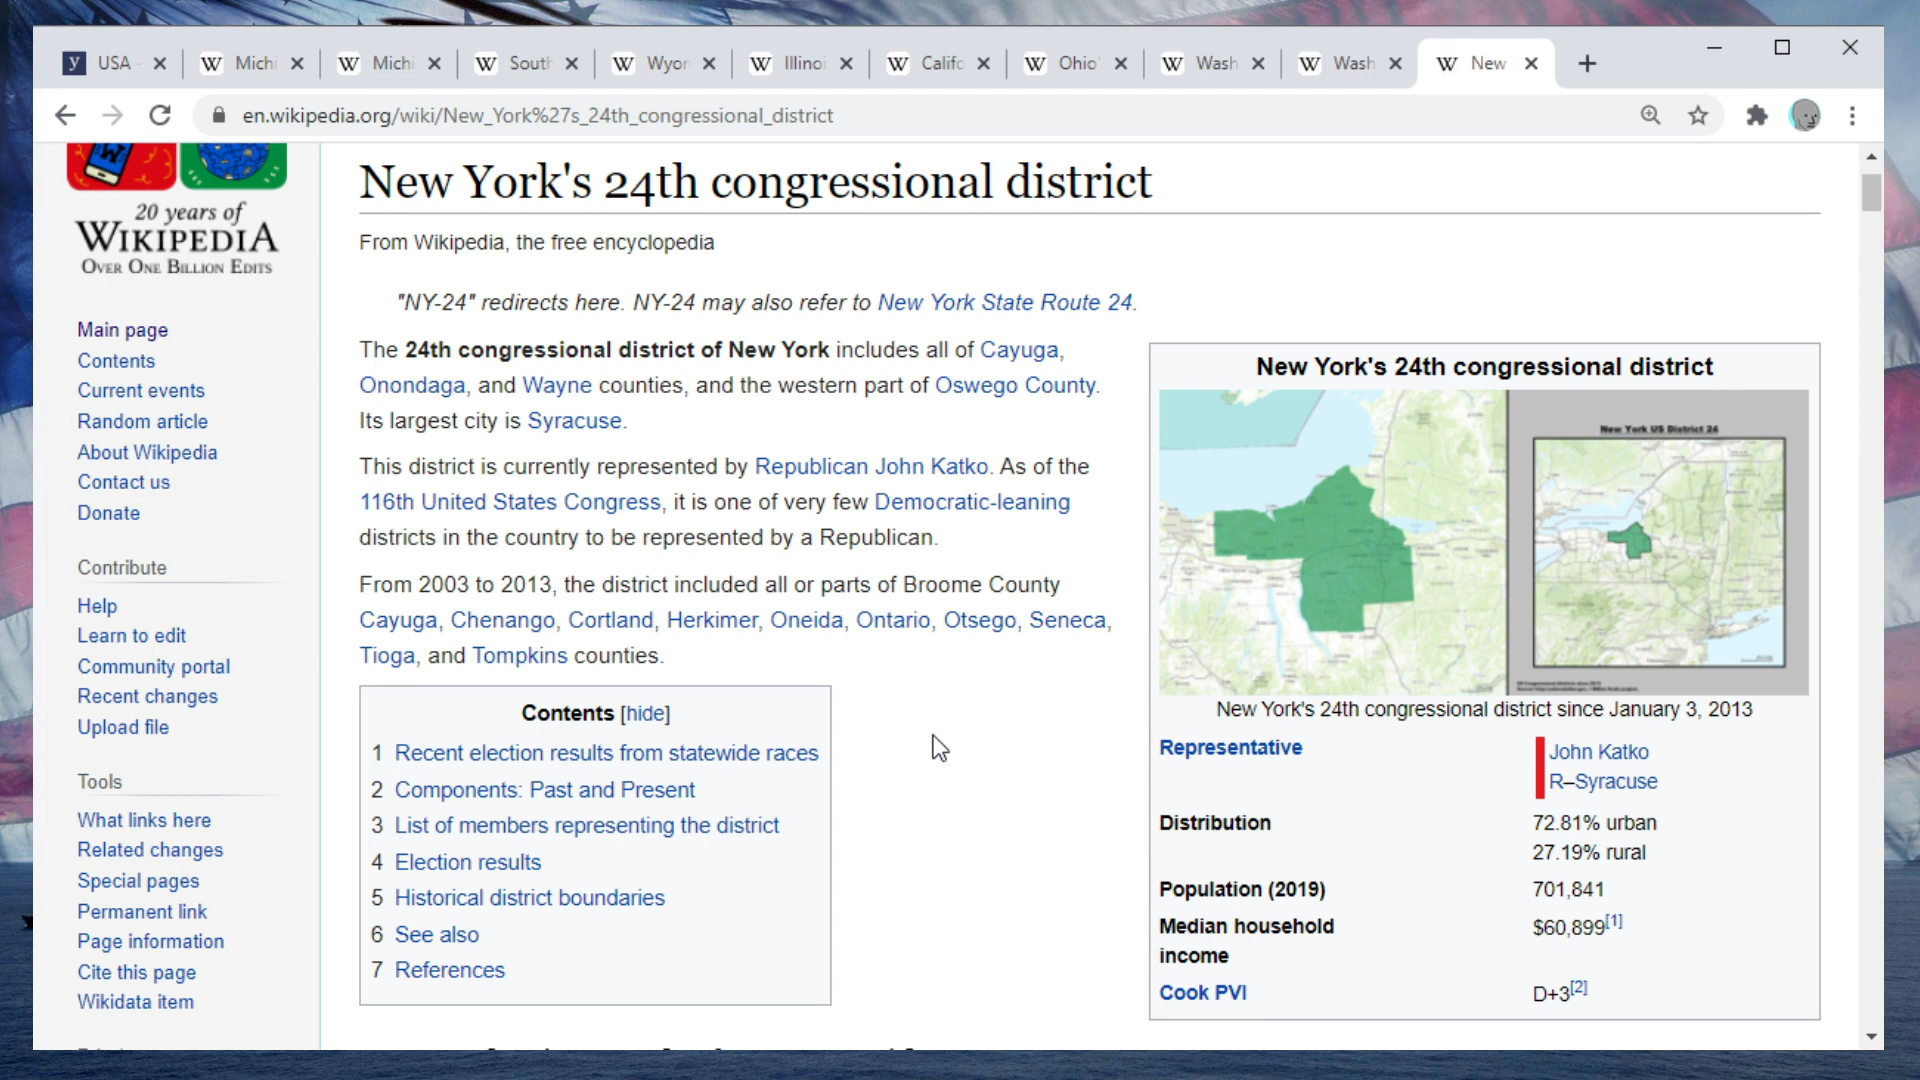 USA
Michi
Michi
South
Wyo
Illinoi
Califo
Ohio'
Wash
Wash
New
en.wikipedia.org/wiki/New_York%27s_24th_congressional_district
20 years of
WIKIPEDIA
OVER ONE BILLION EDITS
Main page
Contents
Current events
Random article
About Wikipedia
Contact us
Donate
Contribute
Help
Learn to edit
Community portal
Recent changes
Upload file
Tools
What links here
Related changes
Special pages
Permanent link
Page information
Cite this page
Wikidata item
New York's 24th congressional district
From Wikipedia, the free encyclopedia
"NY-24" redirects here. NY-24 may also refer to New York State Route 24.
The 24th congressional district of New York includes all of Cayuga,
Onondaga, and Wayne counties, and the western part of Oswego County.
Its largest city is Syracuse.
This district is currently represented by Republican John Katko. As of the
116th United States Congress, it is one of very few Democratic-leaning
districts in the country to be represented by a Republican.
From 2003 to 2013, the district included all or parts of Broome County
Cayuga, Chenango, Cortland, Herkimer, Oneida, Ontario, Otsego, Seneca,
Tioga, and Tompkins counties.
Contents [hide]
1 Recent election results from statewide races
2 Components: Past and Present
3 List of members representing the district
4 Election results
5 Historical district boundaries
6 See also
7 References
New York's 24th congressional district
New York US District 24
New York's 24th congressional district since January 3, 2013
Representative John Katko
R–Syracuse
Distribution 72.81% urban
27.19% rural
Population (2019) 701,841
Median household $60,899[1]
income
Cook PVI D+3[2]